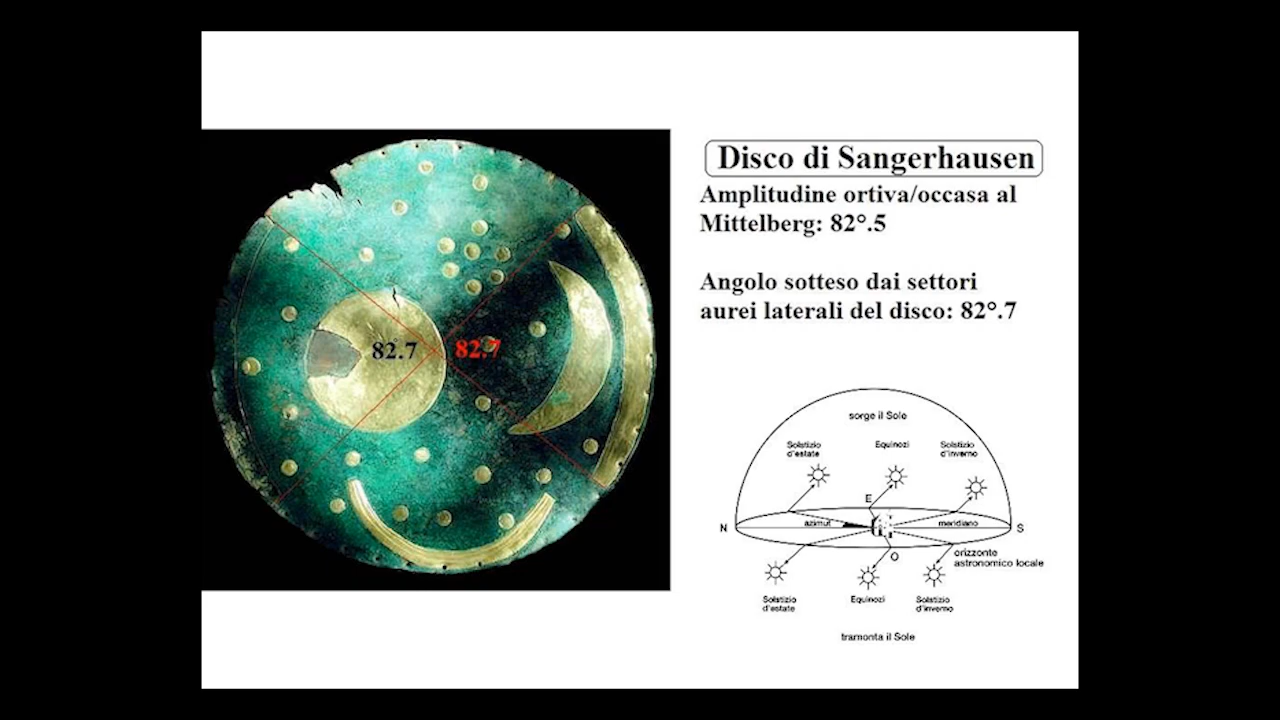 Disco di Sangerhausen
Amplitudine ortiva/occasa al
Mittelberg: 82°.5
Angolo sotteso dai settori
aurei laterali del disco: 82°.7
82.7 82.7
sorge il Sole
Solstizio
d'estate
Equinozi
Solstizio
d'inverno
E
N
azimut
meridiano
S
O
orizzonte
astronomico locale
Solstizio
d'estate
Equinozi
Solstizio
d'inverno
tramonta il Sole